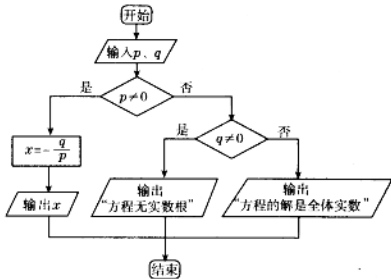 开始
输入p、q
是
p≠0
否
x=-q/p
是
q≠0
否
输出x
输出
“方程无实数根”
输出
“方程的解是全体实数”
结束